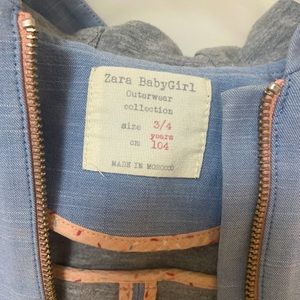 Zara BabyGirl
Outerwear
collection
size 3/4
years
cm 104
MADE IN MOROCCO